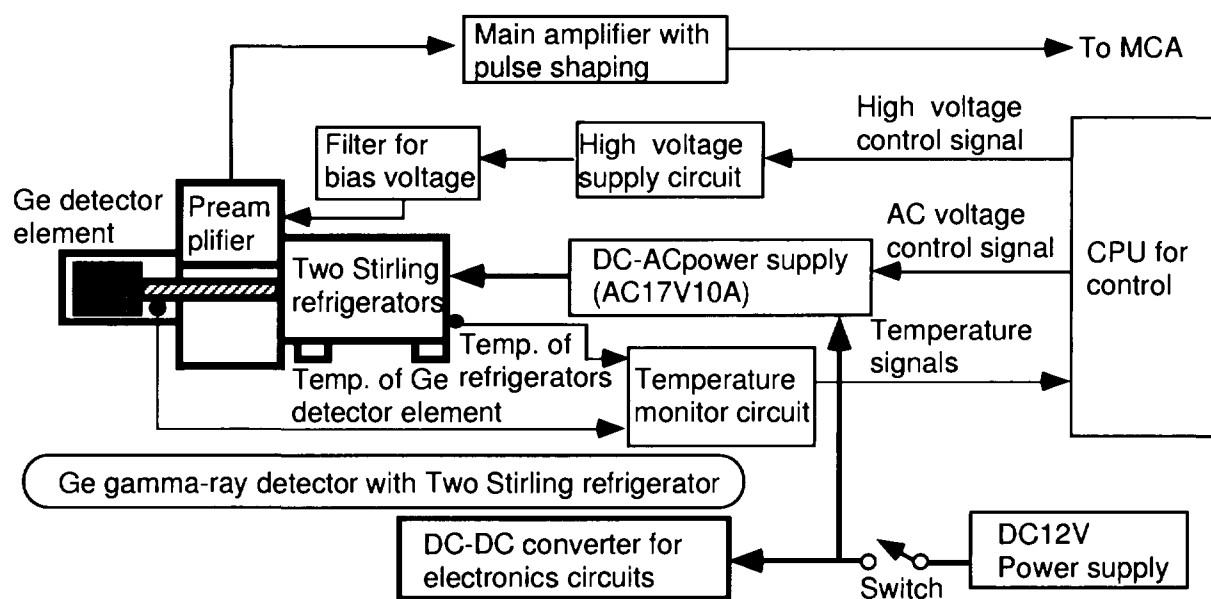 Main amplifier with
pulse shaping
To MCA
High voltage
control signal
Filter for
bias voltage
High voltage
supply circuit
Ge detector
element
Pream
plifier
AC voltage
control signal
CPU for
control
Two Stirling
refrigerators
DC-ACpower supply
(AC17V10A)
Temperature
signals
Temp. of
refrigerators
Temp. of Ge
detector element
Temperature
monitor circuit
Ge gamma-ray detector with Two Stirling refrigerator
DC-DC converter for
electronics circuits
Switch
DC12V
Power supply